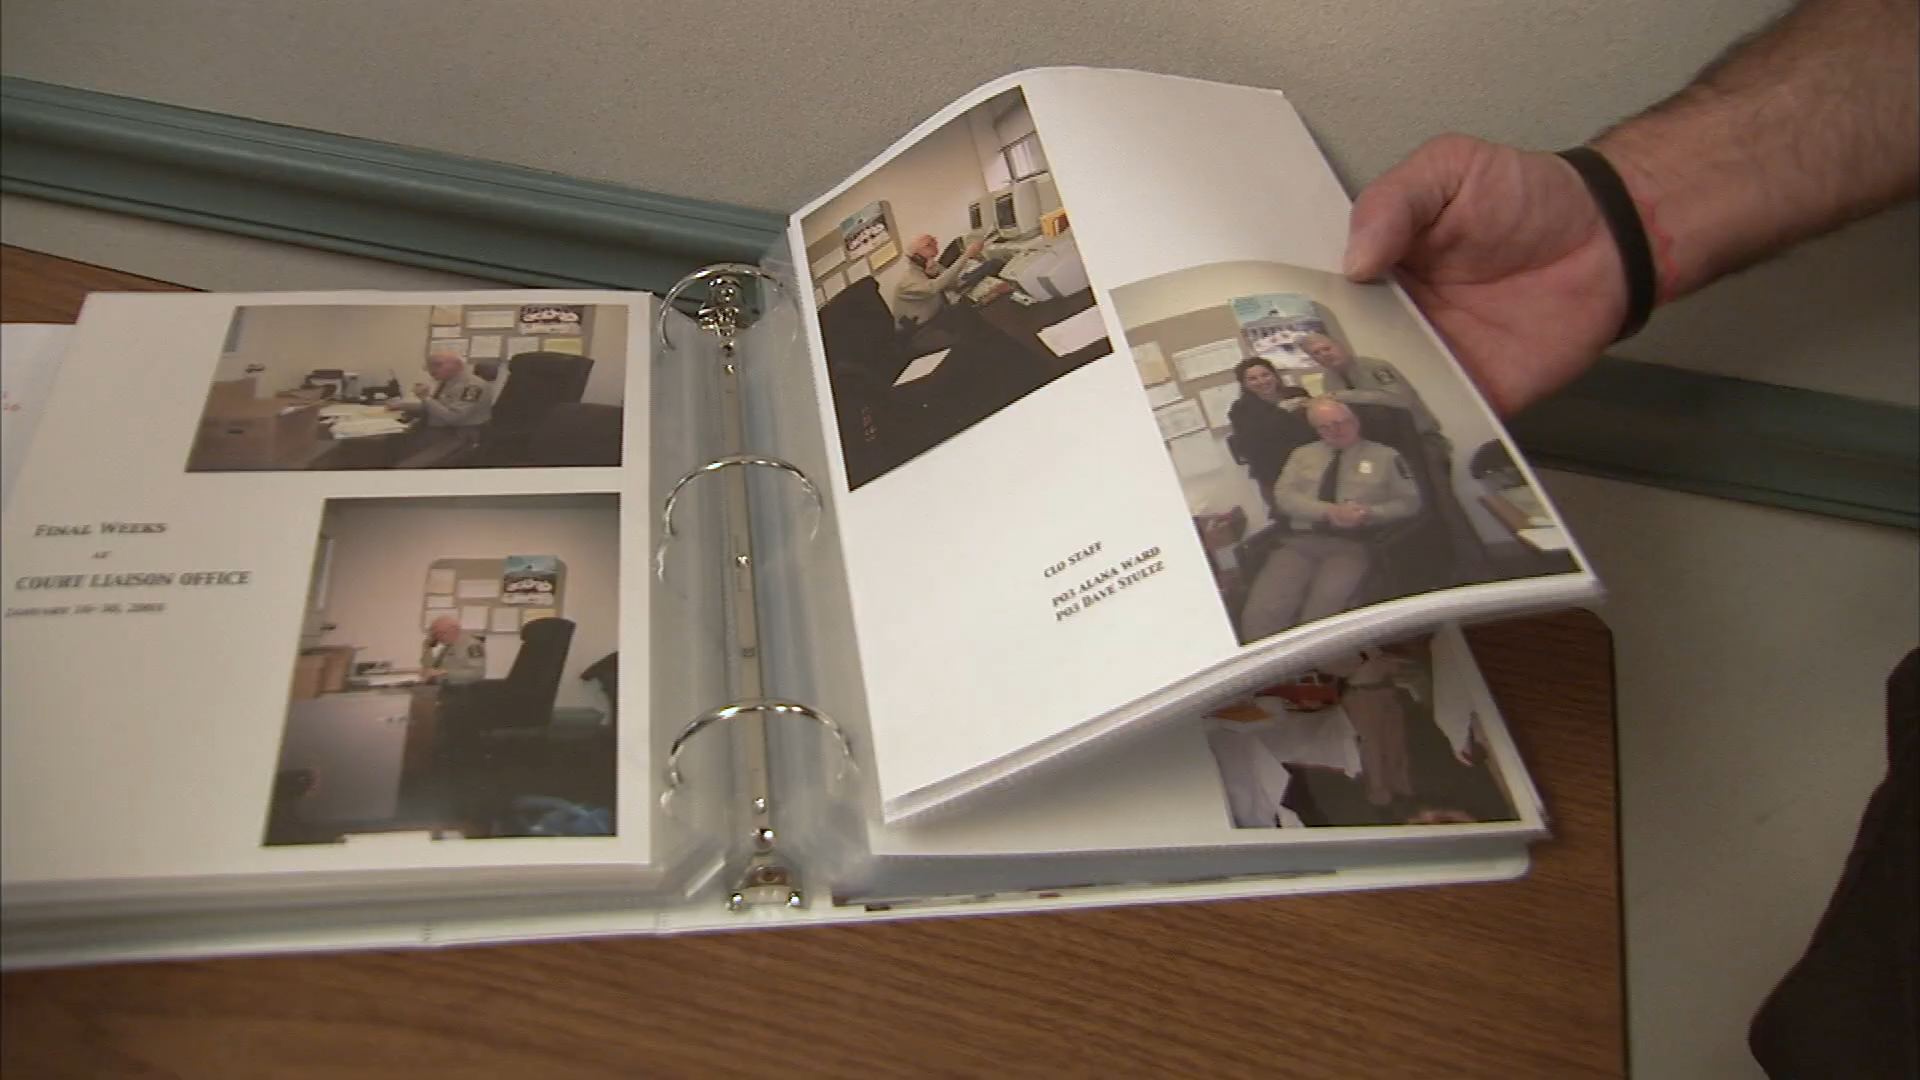 FINAL WEEKS
AT
COURT LIAISON OFFICE
CLO STAFF
PO3 ALANA WARD
PO3 DAVE STULTZ